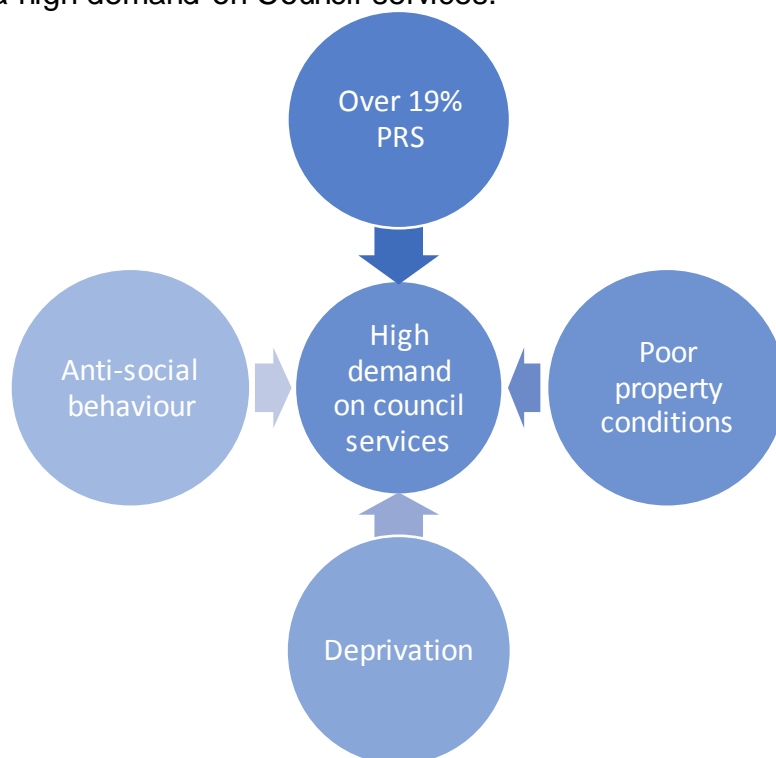 a high demand on Council services.
Over 19%
PRS
Anti-social
behaviour
High
demand
on council
services
Poor
property
conditions
Deprivation